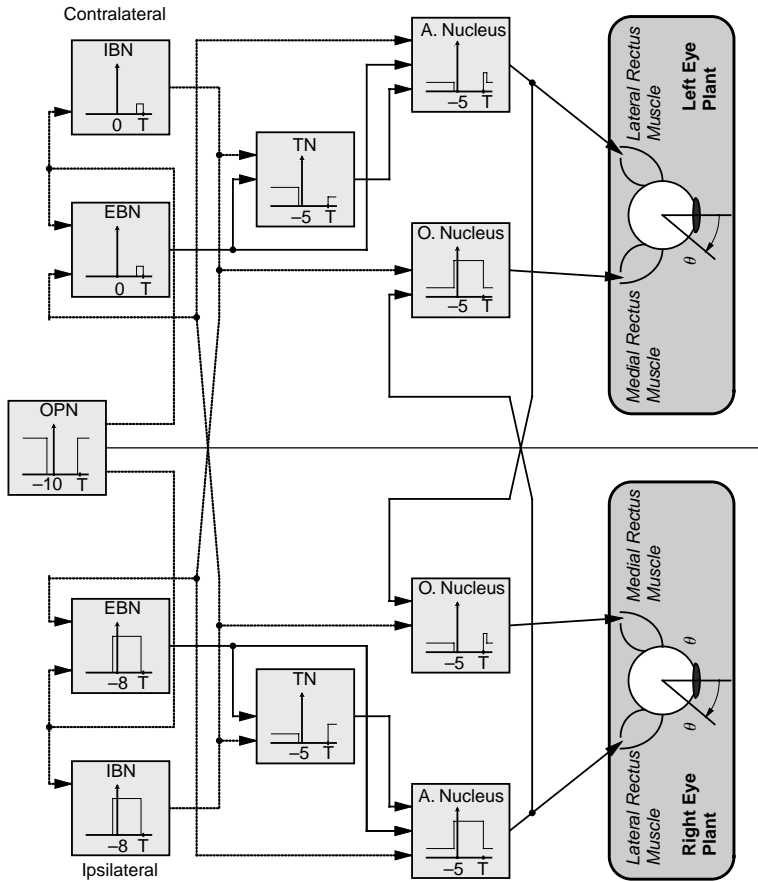 Contralateral
IBN
0 T
EBN
0 T
TN
–5 T
A. Nucleus
–5 T
O. Nucleus
–5 T
Lateral Rectus
Muscle
Left Eye
Plant
θ
Medial Rectus
Muscle
OPN
–10 T
EBN
–8 T
IBN
–8 T
Ipsilateral
TN
–5 T
O. Nucleus
–5 T
A. Nucleus
–5 T
Medial Rectus
Muscle
θ
θ
Lateral Rectus
Muscle
Right Eye
Plant